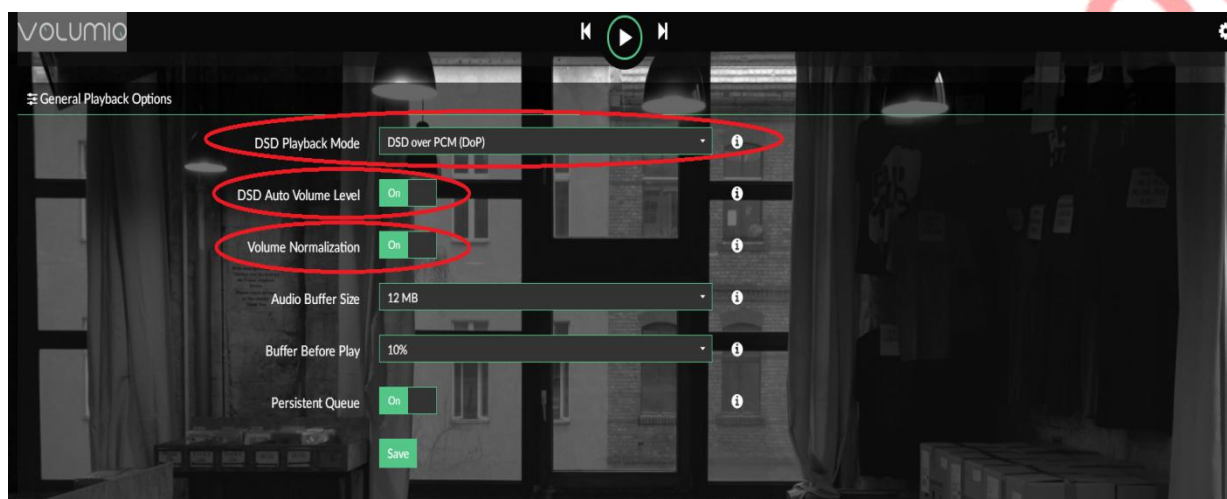 VOLUMIO
General Playback Options
DSD Playback Mode DSD over PCM (DoP)
DSD Auto Volume Level On
Volume Normalization On
Audio Buffer Size 12 MB
Buffer Before Play 10%
Persistent Queue On
Save